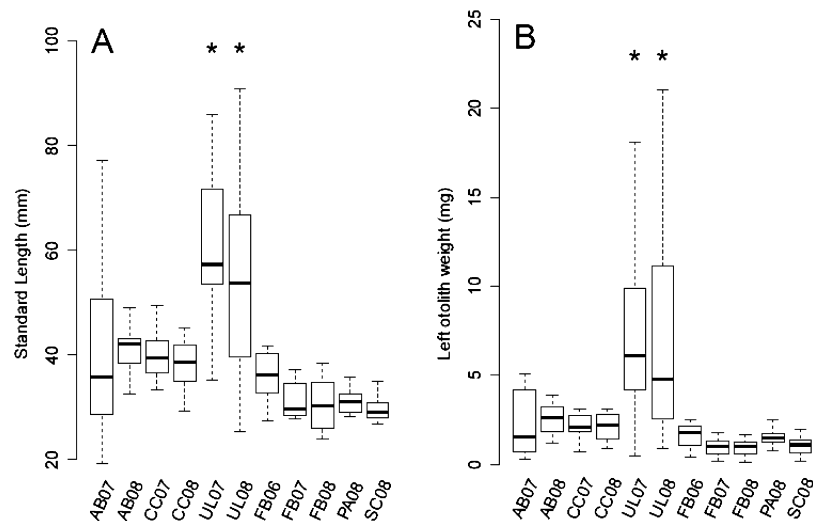 A
* *
Standard Length (mm)
100
80
60
40
20
AB07 AB08 CC07 CC08 UL07 UL08 FB06 FB07 FB08 PA08 SC08
B
* *
Left otolith weight (mg)
25
20
15
10
5
0
AB07 AB08 CC07 CC08 UL07 UL08 FB06 FB07 FB08 PA08 SC08